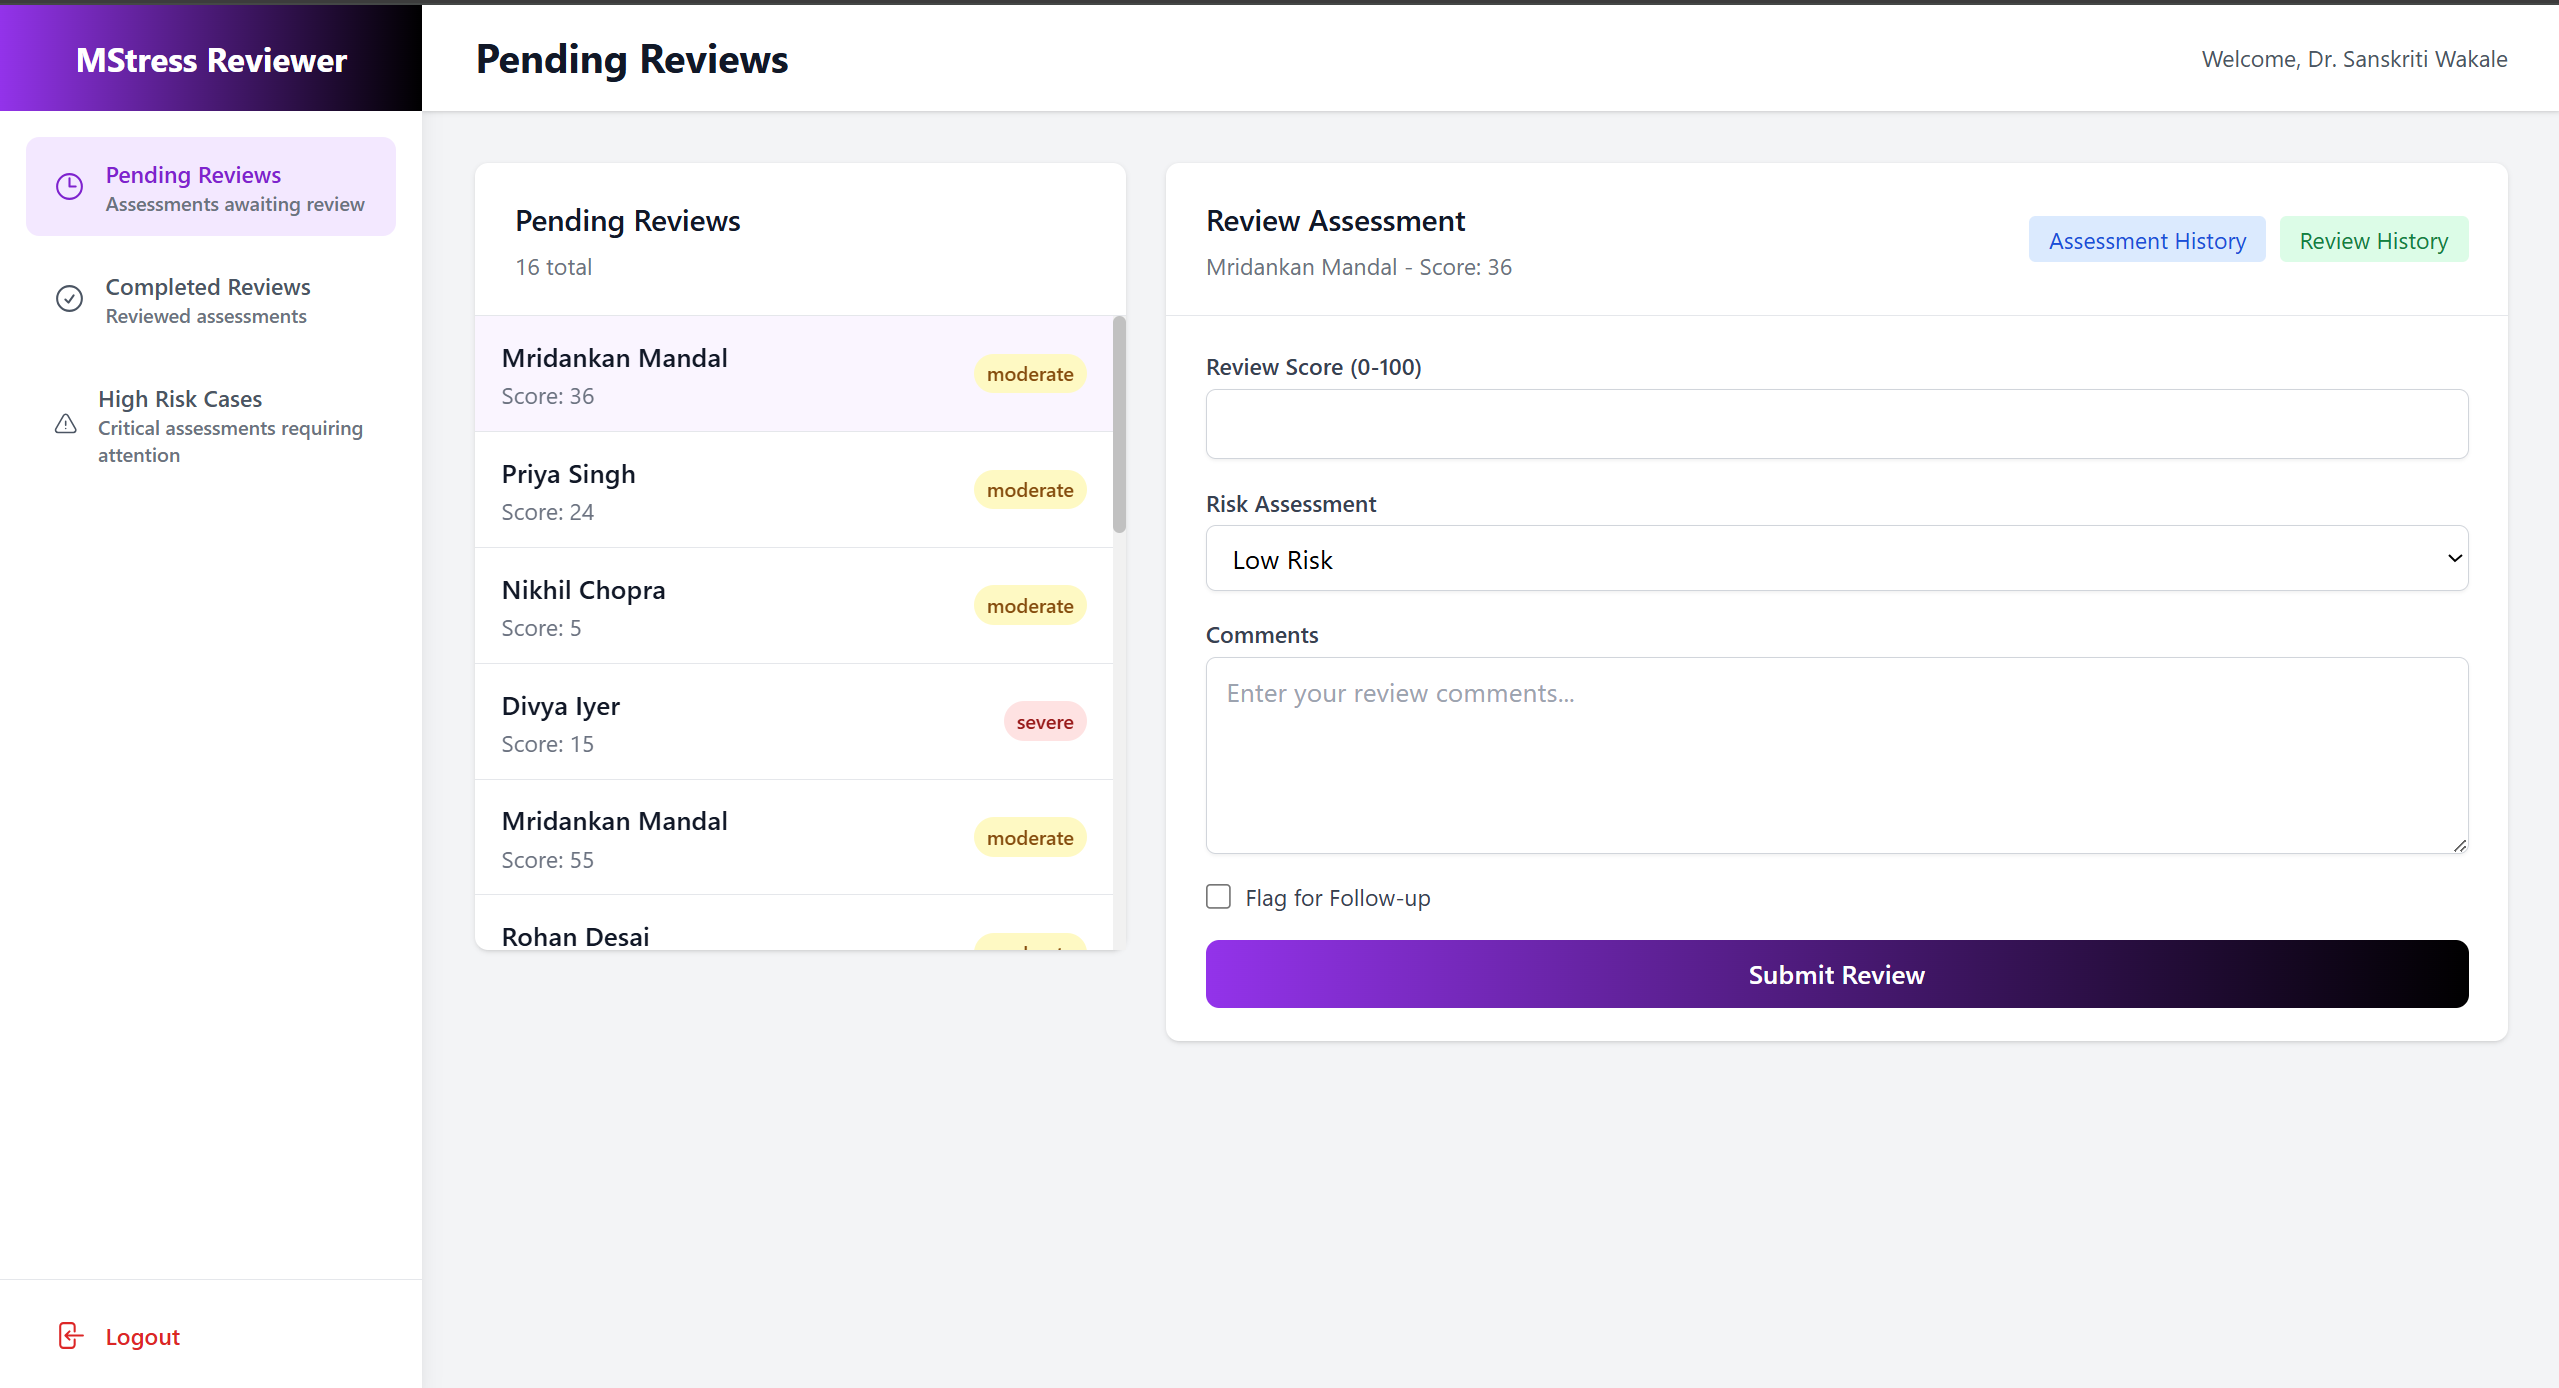 MStress Reviewer
Pending Reviews
Assessments awaiting review
Completed Reviews
Reviewed assessments
High Risk Cases
Critical assessments requiring
attention
Logout
Pending Reviews
Welcome, Dr. Sanskriti Wakale
Pending Reviews
16 total
Mridankan Mandal
Score: 36
moderate
Priya Singh
Score: 24
moderate
Nikhil Chopra
Score: 5
moderate
Divya Iyer
Score: 15
severe
Mridankan Mandal
Score: 55
moderate
Rohan Desai
Review Assessment
Mridankan Mandal - Score: 36
Assessment History
Review History
Review Score (0-100)
Risk Assessment
Low Risk
Comments
Enter your review comments...
Flag for Follow-up
Submit Review